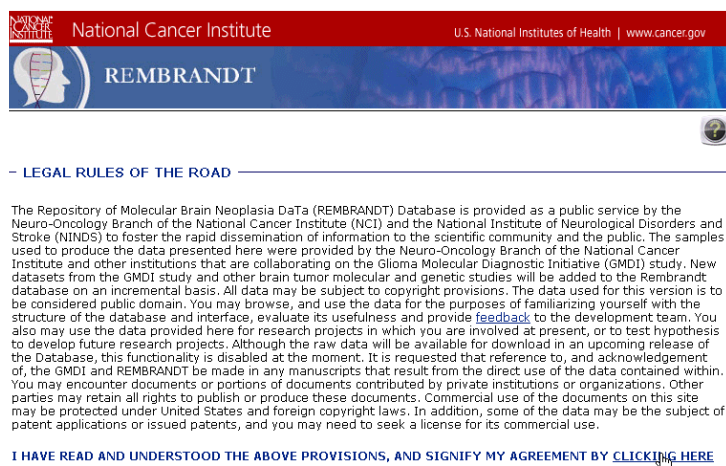 NATIONAL
CANCER
INSTITUTE
National Cancer Institute
U.S. National Institutes of Health | www.cancer.gov
REMBRANDT
?
LEGAL RULES OF THE ROAD
The Repository of Molecular Brain Neoplasia DaTa (REMBRANDT) Database is provided as a public service by the
Neuro-Oncology Branch of the National Cancer Institute (NCI) and the National Institute of Neurological Disorders and
Stroke (NINDS) to foster the rapid dissemination of information to the scientific community and the public. The samples
used to produce the data presented here were provided by the Neuro-Oncology Branch of the National Cancer
Institute and other institutions that are collaborating on the Glioma Molecular Diagnostic Initiative (GMDI) study. New
datasets from the GMDI study and other brain tumor molecular and genetic studies will be added to the Rembrandt
database on an incremental basis. All data may be subject to copyright provisions. The data used for this version is to
be considered public domain. You may browse, and use the data for the purposes of familiarizing yourself with the
structure of the database and interface, evaluate its usefulness and provide feedback to the development team. You
also may use the data provided here for research projects in which you are involved at present, or to test hypothesis
to develop future research projects. Although the raw data will be available for download in an upcoming release of
the Database, this functionality is disabled at the moment. It is requested that reference to, and acknowledgement
of, the GMDI and REMBRANDT be made in any manuscripts that result from the direct use of the data contained within.
You may encounter documents or portions of documents contributed by private institutions or organizations. Other
parties may retain all rights to publish or produce these documents. Commercial use of the documents on this site
may be protected under United States and foreign copyright laws. In addition, some of the data may be the subject of
patent applications or issued patents, and you may need to seek a license for its commercial use.
I HAVE READ AND UNDERSTOOD THE ABOVE PROVISIONS, AND SIGNIFY MY AGREEMENT BY CLICKING HERE